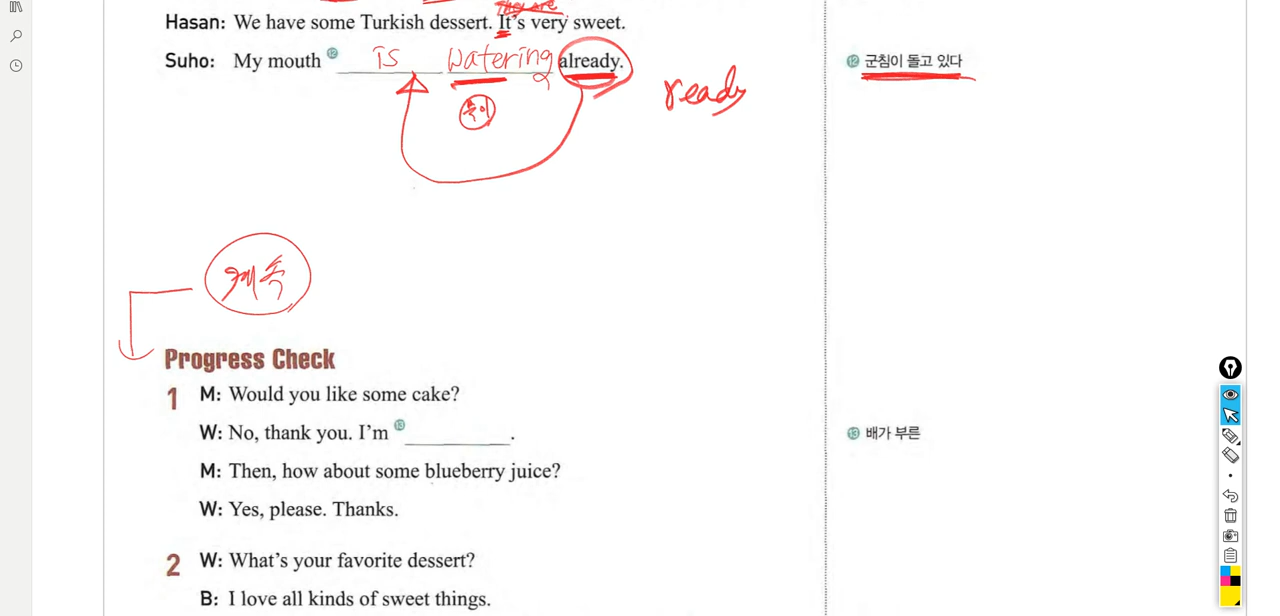 They are
Hasan: We have some Turkish dessert. It's very sweet.
Suho: My mouth ⑫ is watering already.
⑫ 군침이 돌고 있다
ready
계속
Progress Check
1 M: Would you like some cake?
W: No, thank you. I'm ⑬ __________.
⑬ 배가 부른
M: Then, how about some blueberry juice?
W: Yes, please. Thanks.
2 W: What's your favorite dessert?
B: I love all kinds of sweet things.